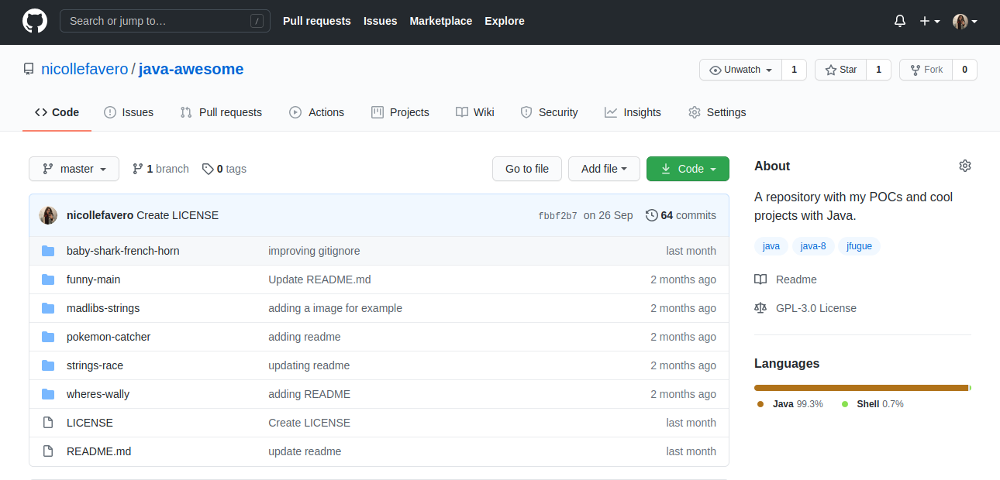 Search or jump to… /
Pull requests Issues Marketplace Explore
nicollefavero / java-awesome
Unwatch 1 Star 1 Fork 0
Code Issues Pull requests Actions Projects Wiki Security Insights Settings
master 1 branch 0 tags Go to file Add file Code
nicollefavero Create LICENSE fbbf2b7 on 26 Sep 64 commits
baby-shark-french-horn improving gitignore last month
funny-main Update README.md 2 months ago
madlibs-strings adding a image for example 2 months ago
pokemon-catcher adding readme 2 months ago
strings-race updating readme 2 months ago
wheres-wally adding README 2 months ago
LICENSE Create LICENSE last month
README.md update readme last month
About
A repository with my POCs and cool
projects with Java.
java java-8 jfugue
Readme
GPL-3.0 License
Languages
Java 99.3% Shell 0.7%